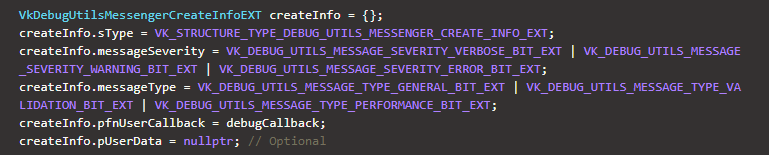 VkDebugUtilsMessengerCreateInfoEXT createInfo = {};
createInfo.sType = VK_STRUCTURE_TYPE_DEBUG_UTILS_MESSENGER_CREATE_INFO_EXT;
createInfo.messageSeverity = VK_DEBUG_UTILS_MESSAGE_SEVERITY_VERBOSE_BIT_EXT | VK_DEBUG_UTILS_MESSAGE
_SEVERITY_WARNING_BIT_EXT | VK_DEBUG_UTILS_MESSAGE_SEVERITY_ERROR_BIT_EXT;
createInfo.messageType = VK_DEBUG_UTILS_MESSAGE_TYPE_GENERAL_BIT_EXT | VK_DEBUG_UTILS_MESSAGE_TYPE_VA
LIDATION_BIT_EXT | VK_DEBUG_UTILS_MESSAGE_TYPE_PERFORMANCE_BIT_EXT;
createInfo.pfnUserCallback = debugCallback;
createInfo.pUserData = nullptr; // Optional